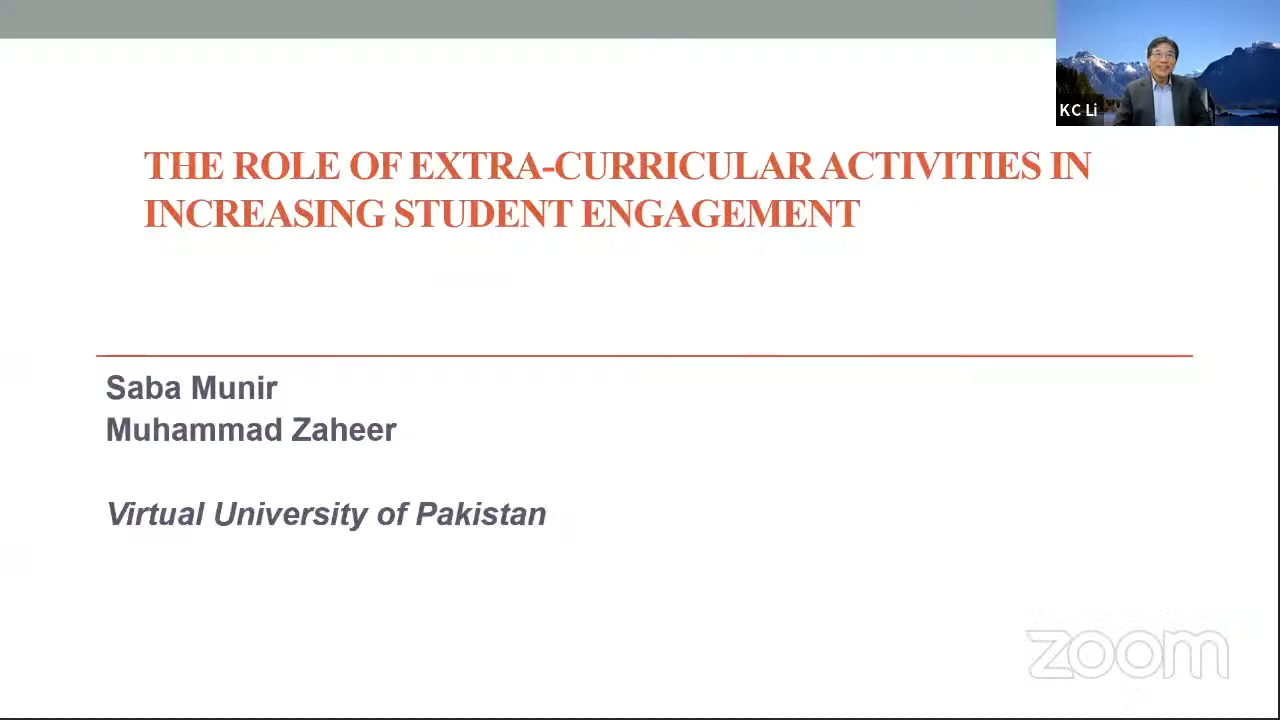 KC Li
THE ROLE OF EXTRA-CURRICULAR ACTIVITIES IN
INCREASING STUDENT ENGAGEMENT
Saba Munir
Muhammad Zaheer
Virtual University of Pakistan
zoom